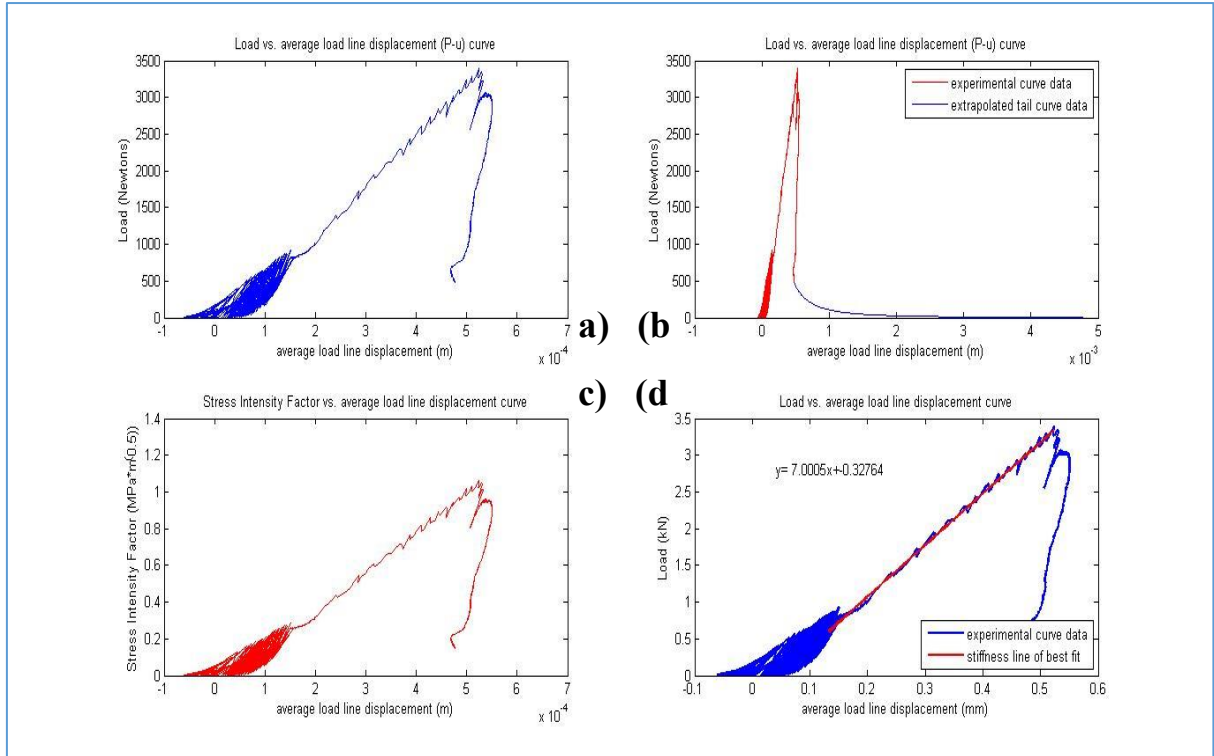 Load vs. average load line displacement (P-u) curve
3500
3000
2500
2000
1500
1000
500
0
Load (Newtons)
-1 0 1 2 3 4 5 6 7
average load line displacement (m)
x 10-4
a)
Load vs. average load line displacement (P-u) curve
3500
3000
2500
2000
1500
1000
500
0
Load (Newtons)
experimental curve data
extrapolated tail curve data
-1 0 1 2 3 4 5
average load line displacement (m)
x 10-3
(b
Stress Intensity Factor vs. average load line displacement curve
1.4
1.2
1
0.8
0.6
0.4
0.2
0
Stress Intensity Factor (MPa*m^(0.5))
-1 0 1 2 3 4 5 6 7
average load line displacement (m)
x 10-4
c)
Load vs. average load line displacement curve
3.5
3
2.5
2
1.5
1
0.5
0
Load (kN)
y= 7.0005x+-0.32764
experimental curve data
stiffness line of best fit
-0.1 0 0.1 0.2 0.3 0.4 0.5 0.6
average load line displacement (mm)
(d